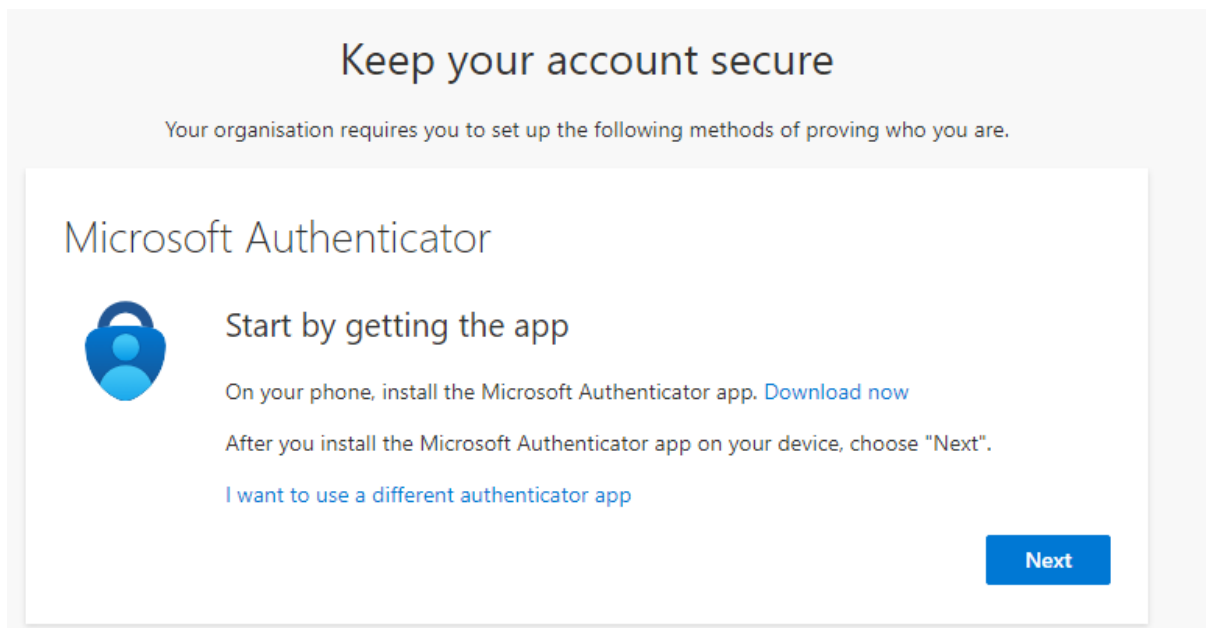 Keep your account secure
Your organisation requires you to set up the following methods of proving who you are.
Microsoft Authenticator
Start by getting the app
On your phone, install the Microsoft Authenticator app. Download now
After you install the Microsoft Authenticator app on your device, choose "Next".
I want to use a different authenticator app
Next